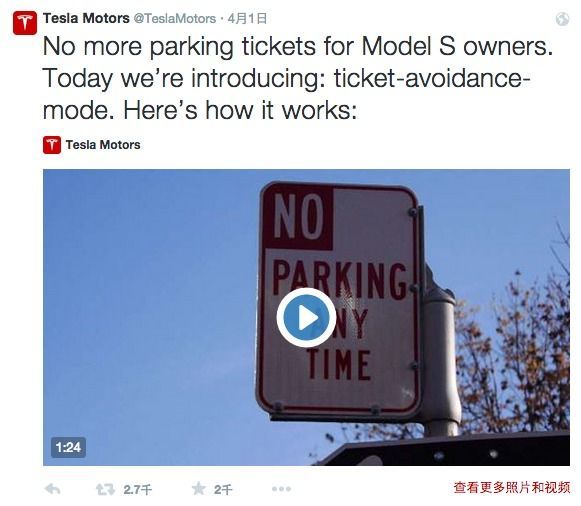 Tesla Motors @TeslaMotors · 4月1日
No more parking tickets for Model S owners.
Today we're introducing: ticket-avoidance-
mode. Here's how it works:
Tesla Motors
NO
PARKING
ANY
TIME
1:24
2.7千 2千
查看更多照片和视频